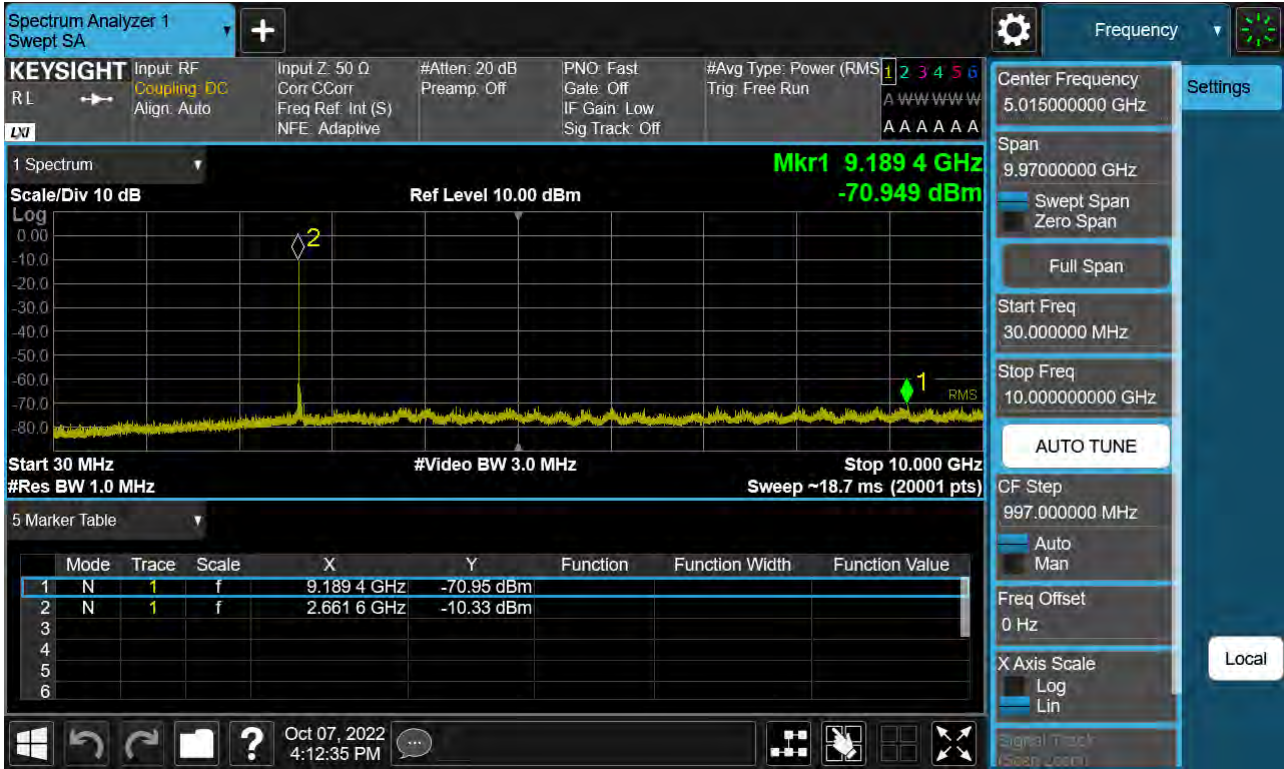 Spectrum Analyzer 1
Swept SA
+
Frequency
KEYSIGHT
RL
LXI
Input: RF
Coupling: DC
Align: Auto
Input Z: 50 Ω
Corr CCorr
Freq Ref: Int (S)
NFE: Adaptive
#Atten: 20 dB
Preamp: Off
PNO: Fast
Gate: Off
IF Gain: Low
Sig Track: Off
#Avg Type: Power (RMS
Trig: Free Run
1 2 3 4 5 6
A W W W W W
A A A A A A
1 Spectrum
Scale/Div 10 dB
Ref Level 10.00 dBm
Mkr1 9.189 4 GHz
-70.949 dBm
Log
0.00
-10.0
-20.0
-30.0
-40.0
-50.0
-60.0
-70.0
-80.0
2
1
RMS
Start 30 MHz
#Video BW 3.0 MHz
Stop 10.000 GHz
#Res BW 1.0 MHz
Sweep ~18.7 ms (20001 pts)
5 Marker Table
Mode Trace Scale X Y Function Function Width Function Value
1 N 1 f 9.189 4 GHz -70.95 dBm
2 N 1 f 2.661 6 GHz -10.33 dBm
3
4
5
6
Oct 07, 2022
4:12:35 PM
?
Center Frequency
5.015000000 GHz
Settings
Span
9.97000000 GHz
Swept Span
Zero Span
Full Span
Start Freq
30.000000 MHz
Stop Freq
10.000000000 GHz
AUTO TUNE
CF Step
997.000000 MHz
Auto
Man
Freq Offset
0 Hz
X Axis Scale
Log
Lin
Local
Signal Track
(Span Zoom)